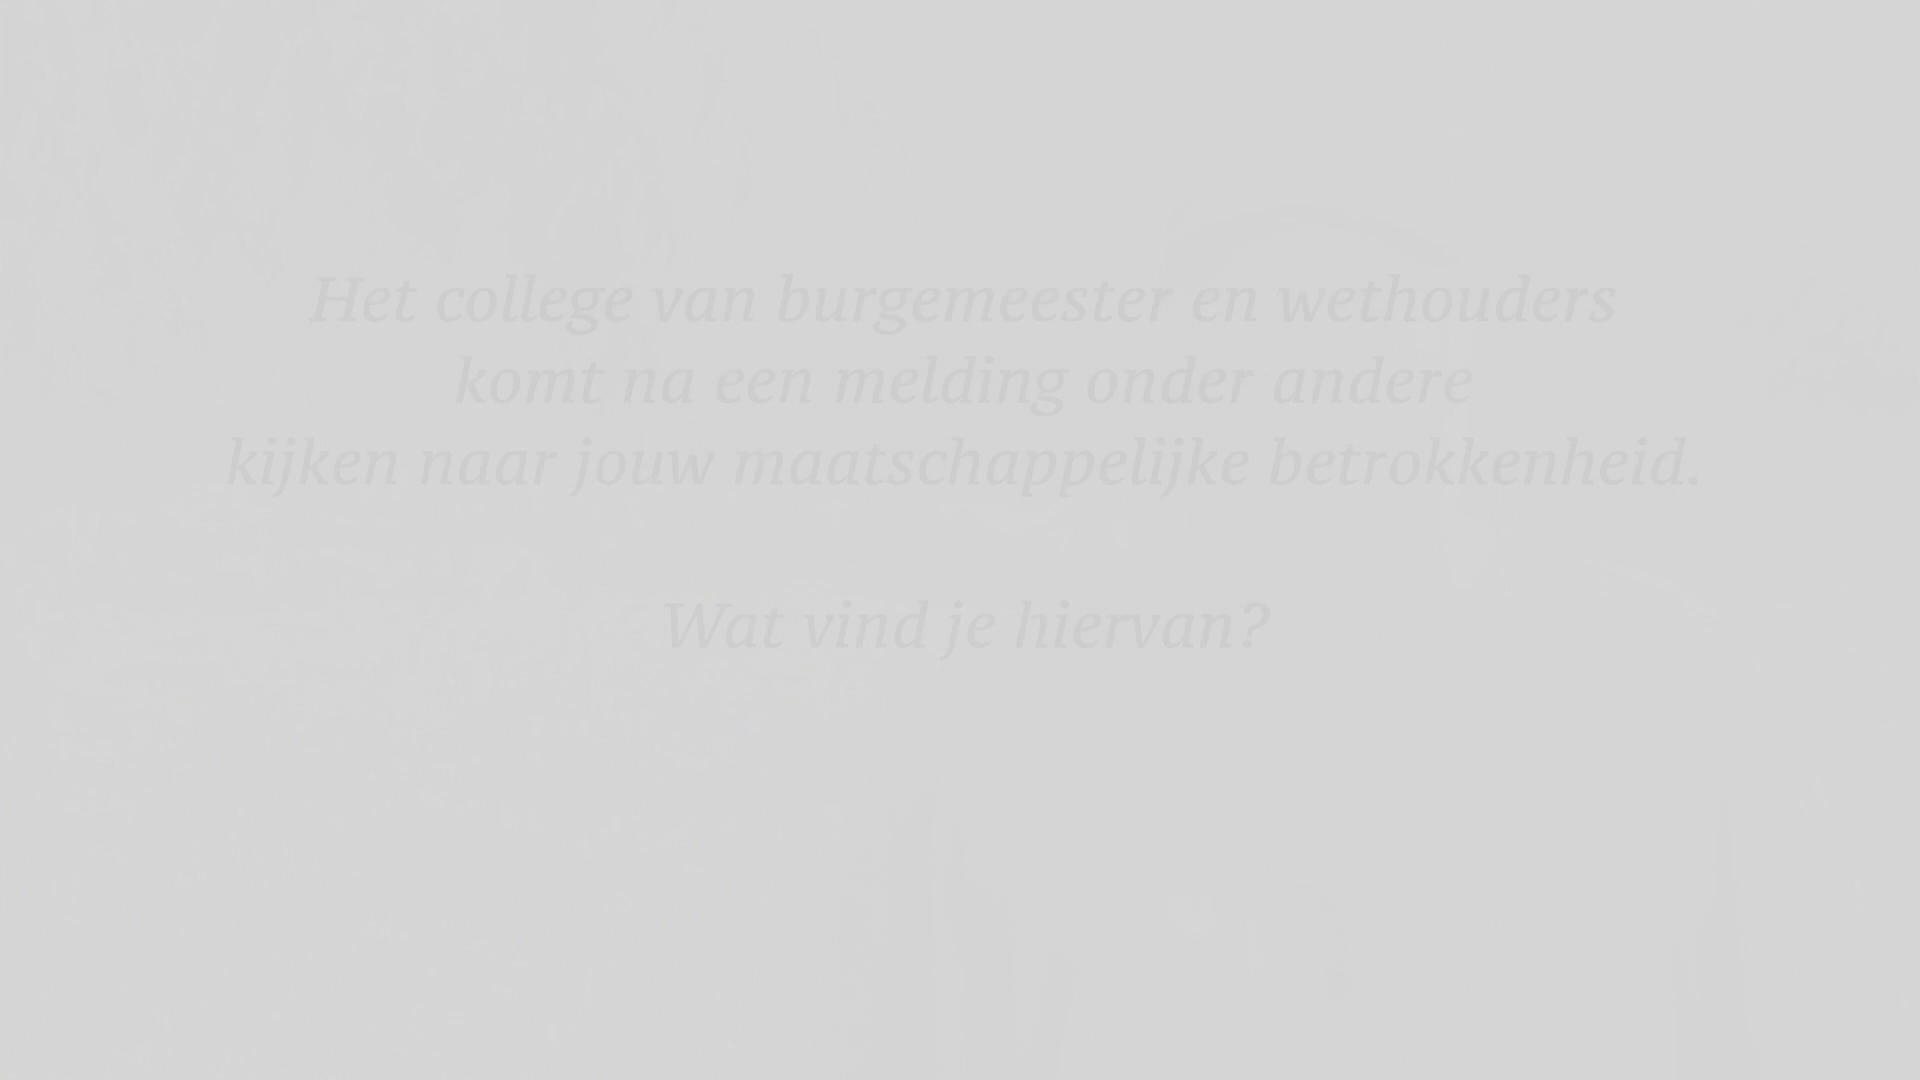 Het college van burgemeester en wethouders
komt na een melding onder andere
kijken naar jouw maatschappelijke betrokkenheid.
Wat vind je hiervan?